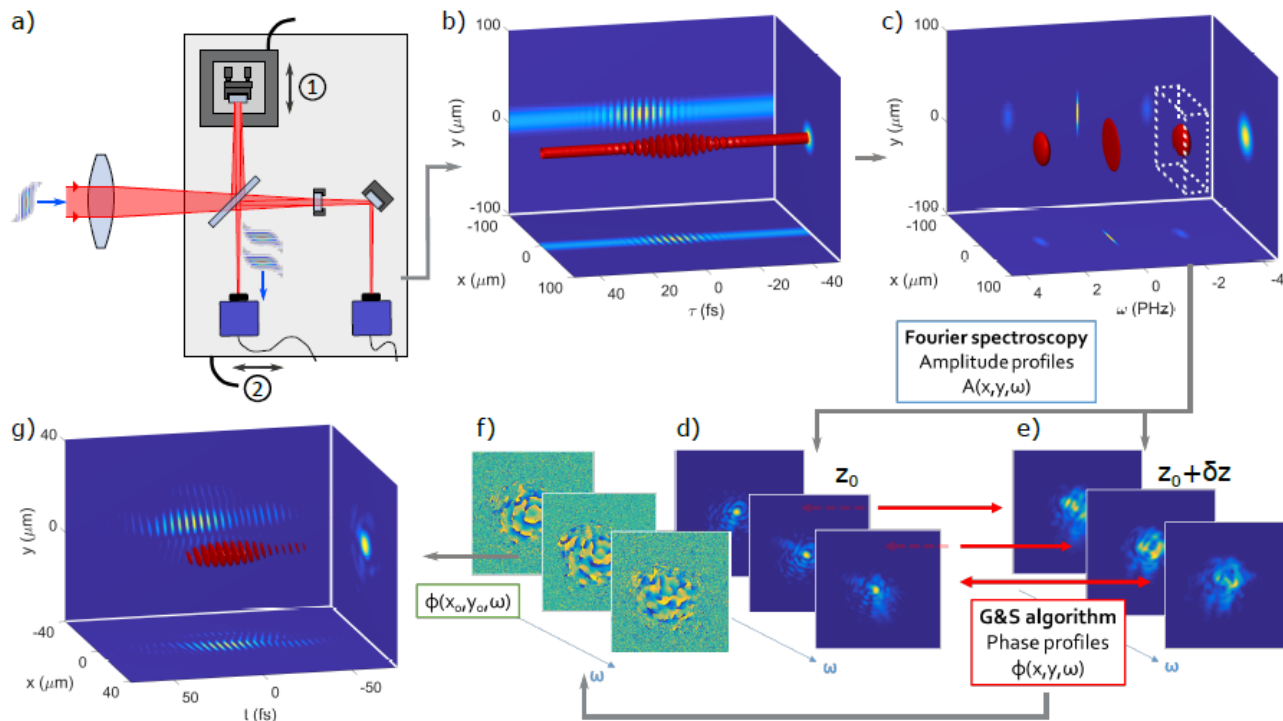 a)
1
2
b)
100
y (μm)
0
-100
-100
x (μm)
0
100
40
20
0
-20
-40
τ (fs)
c)
100
y (μm)
0
-100
-100
x (μm)
0
100
4
2
0
-2
-4
ω (PHz)
Fourier spectroscopy
Amplitude profiles
A(x,y,ω)
g)
40
y (μm)
0
-40
-40
x (μm)
0
40
50
0
-50
t (fs)
f)
ϕ(x₀,y₀,ω)
ω
d)
z₀
ω
e)
z₀+δz
ω
G&S algorithm
Phase profiles
ϕ(x,y,ω)